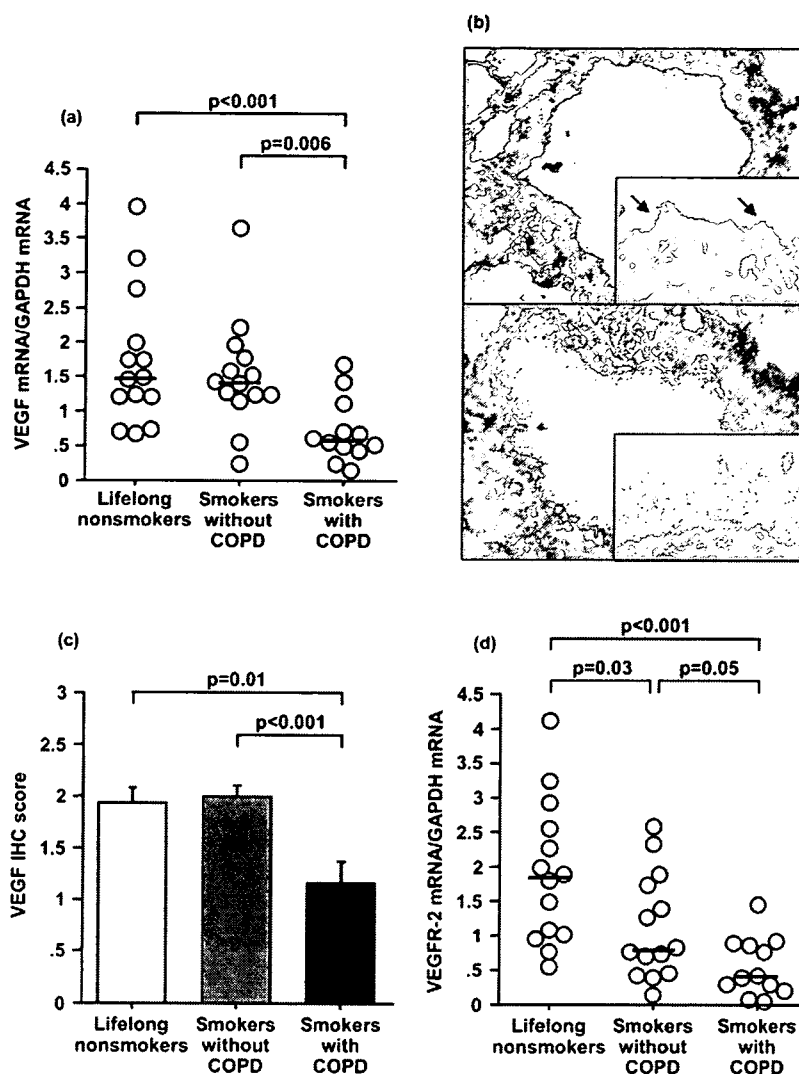 (b)
(a)
p<0.001
p=0.006
VEGF mRNA/GAPDH mRNA
4.5
4
3.5
3
2.5
2
1.5
1
.5
0
Lifelong nonsmokers
Smokers without COPD
Smokers with COPD
(c)
p=0.01
p<0.001
VEGF IHC score
3
2.5
2
1.5
1
.5
0
Lifelong nonsmokers
Smokers without COPD
Smokers with COPD
(d)
p<0.001
p=0.03
p=0.05
VEGFR-2 mRNA/GAPDH mRNA
4.5
4
3.5
3
2.5
2
1.5
1
.5
0
Lifelong nonsmokers
Smokers without COPD
Smokers with COPD